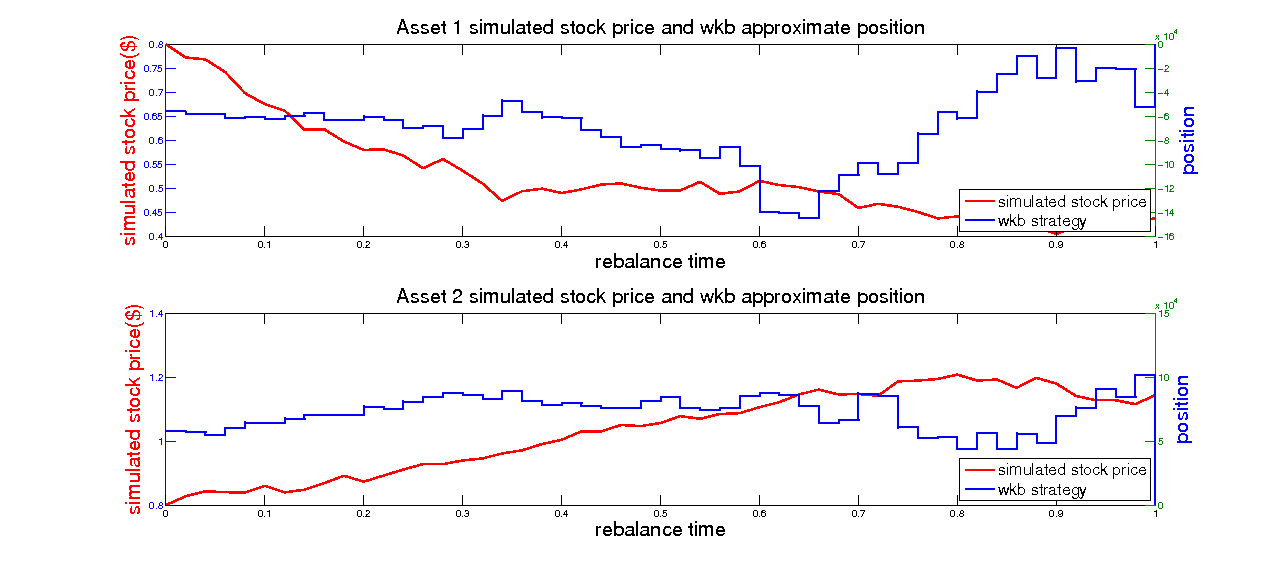 Asset 1 simulated stock price and wkb approximate position
simulated stock price($)
0.8
0.75
0.7
0.65
0.6
0.55
0.5
0.45
0.4
x 10^4
0
-2
-4
-6
-8
-10
-12
-14
-16
position
simulated stock price
wkb strategy
0 0.1 0.2 0.3 0.4 0.5 0.6 0.7 0.8 0.9 1
rebalance time
Asset 2 simulated stock price and wkb approximate position
simulated stock price($)
1.4
1.2
1
0.8
x 10^4
15
10
5
0
position
simulated stock price
wkb strategy
0 0.1 0.2 0.3 0.4 0.5 0.6 0.7 0.8 0.9 1
rebalance time